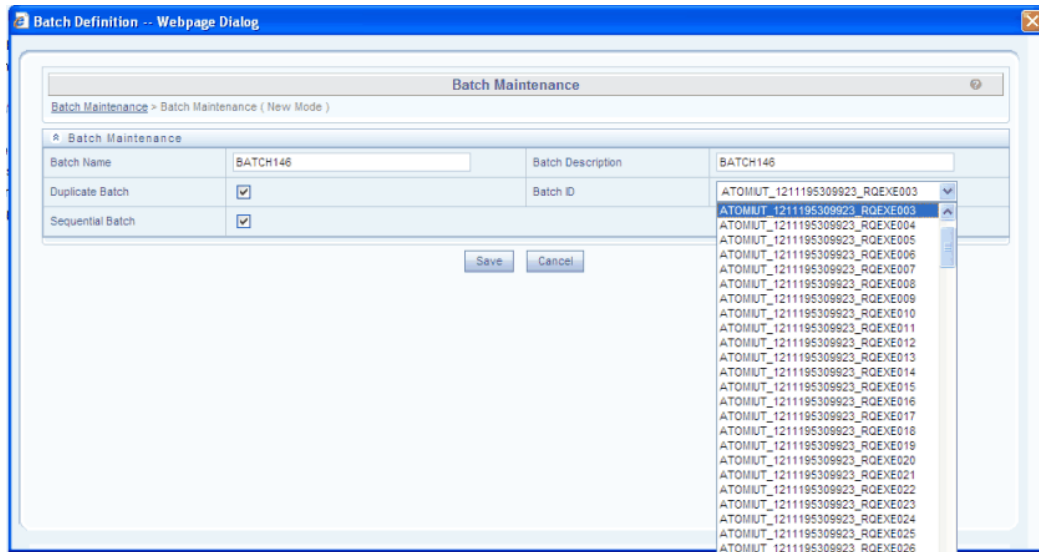 Batch Definition -- Webpage Dialog
Batch Maintenance
Batch Maintenance > Batch Maintenance ( New Mode )
Batch Maintenance
Batch Name BATCH146 Batch Description BATCH146
Duplicate Batch Batch ID ATOMIUT_1211195309923_RQEXE003
Sequential Batch
Save Cancel
ATOMIUT_1211195309923_RQEXE003
ATOMIUT_1211195309923_RQEXE004
ATOMIUT_1211195309923_RQEXE005
ATOMIUT_1211195309923_RQEXE006
ATOMIUT_1211195309923_RQEXE007
ATOMIUT_1211195309923_RQEXE008
ATOMIUT_1211195309923_RQEXE009
ATOMIUT_1211195309923_RQEXE010
ATOMIUT_1211195309923_RQEXE011
ATOMIUT_1211195309923_RQEXE012
ATOMIUT_1211195309923_RQEXE013
ATOMIUT_1211195309923_RQEXE014
ATOMIUT_1211195309923_RQEXE015
ATOMIUT_1211195309923_RQEXE016
ATOMIUT_1211195309923_RQEXE017
ATOMIUT_1211195309923_RQEXE018
ATOMIUT_1211195309923_RQEXE019
ATOMIUT_1211195309923_RQEXE020
ATOMIUT_1211195309923_RQEXE021
ATOMIUT_1211195309923_RQEXE022
ATOMIUT_1211195309923_RQEXE023
ATOMIUT_1211195309923_RQEXE024
ATOMIUT_1211195309923_RQEXE025
ATOMIUT_1211195309923_RQEXE026